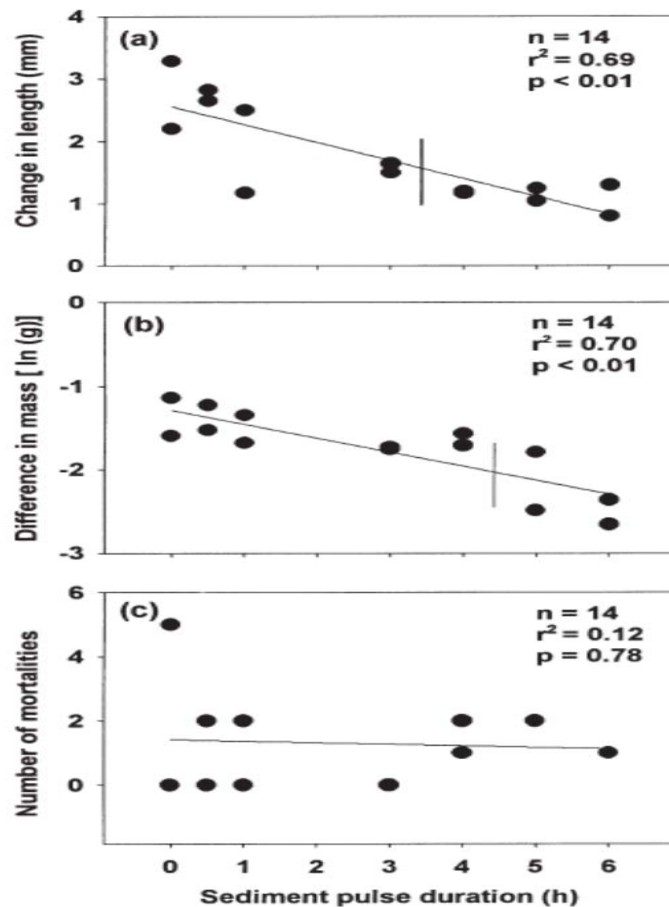 (a)
n = 14
r² = 0.69
p < 0.01
Change in length (mm)
4
3
2
1
0
(b)
n = 14
r² = 0.70
p < 0.01
Difference in mass [ ln (g)]
-0
-1
-2
-3
(c)
n = 14
r² = 0.12
p = 0.78
Number of mortalities
6
4
2
0
0 1 2 3 4 5 6
Sediment pulse duration (h)